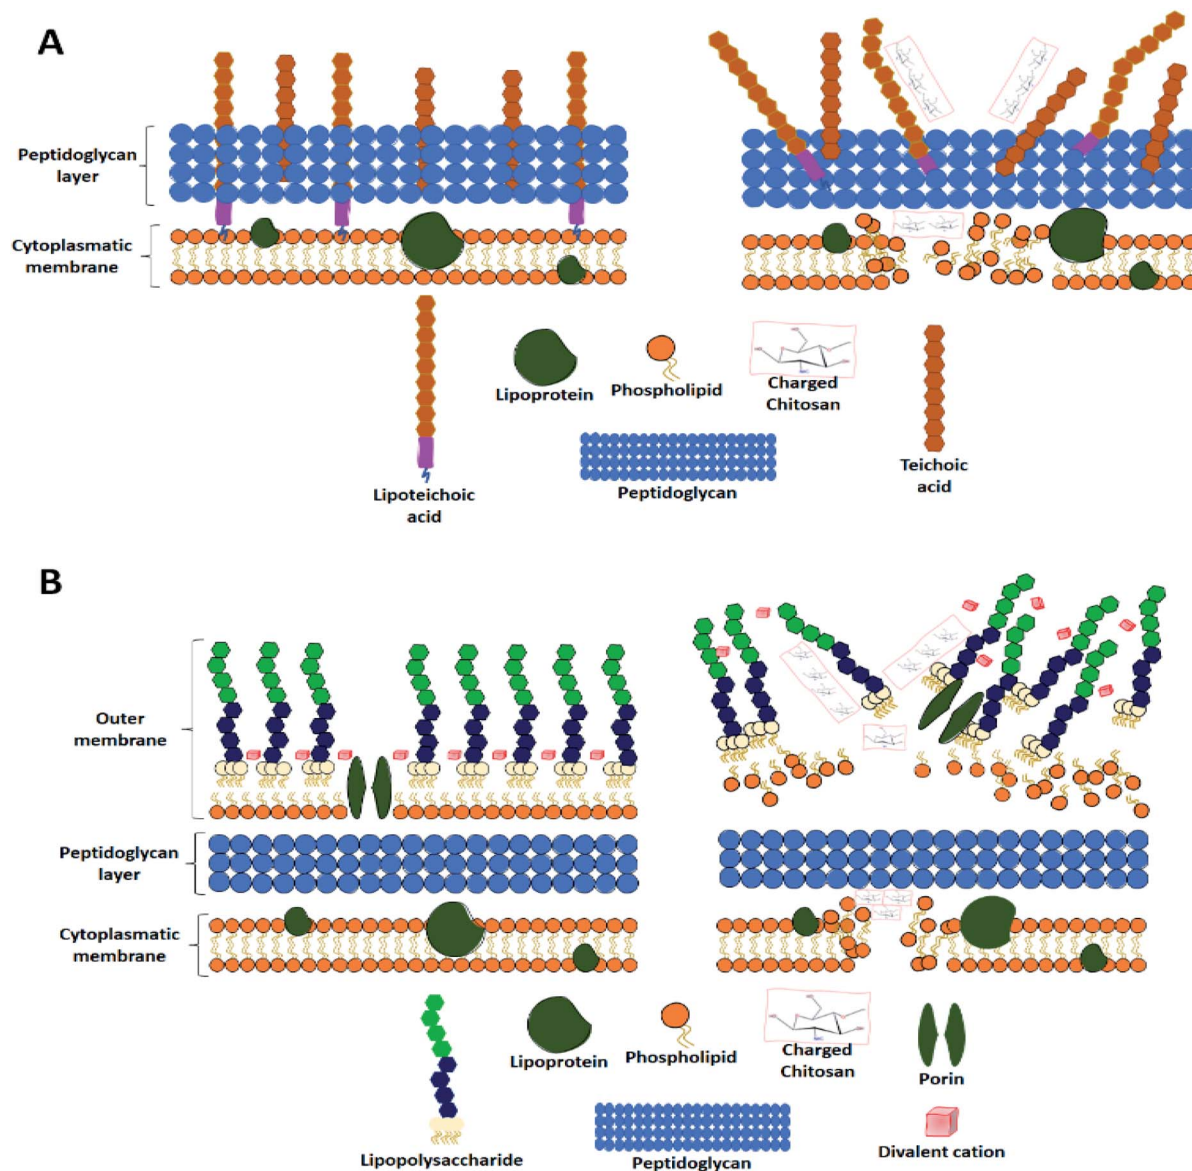 A
Peptidoglycan
layer
Cytoplasmatic
membrane
Lipoprotein
Phospholipid
Charged
Chitosan
Lipoteichoic
acid
Peptidoglycan
Teichoic
acid
B
Outer
membrane
Peptidoglycan
layer
Cytoplasmatic
membrane
Lipoprotein
Phospholipid
Charged
Chitosan
Porin
Lipopolysaccharide
Peptidoglycan
Divalent cation